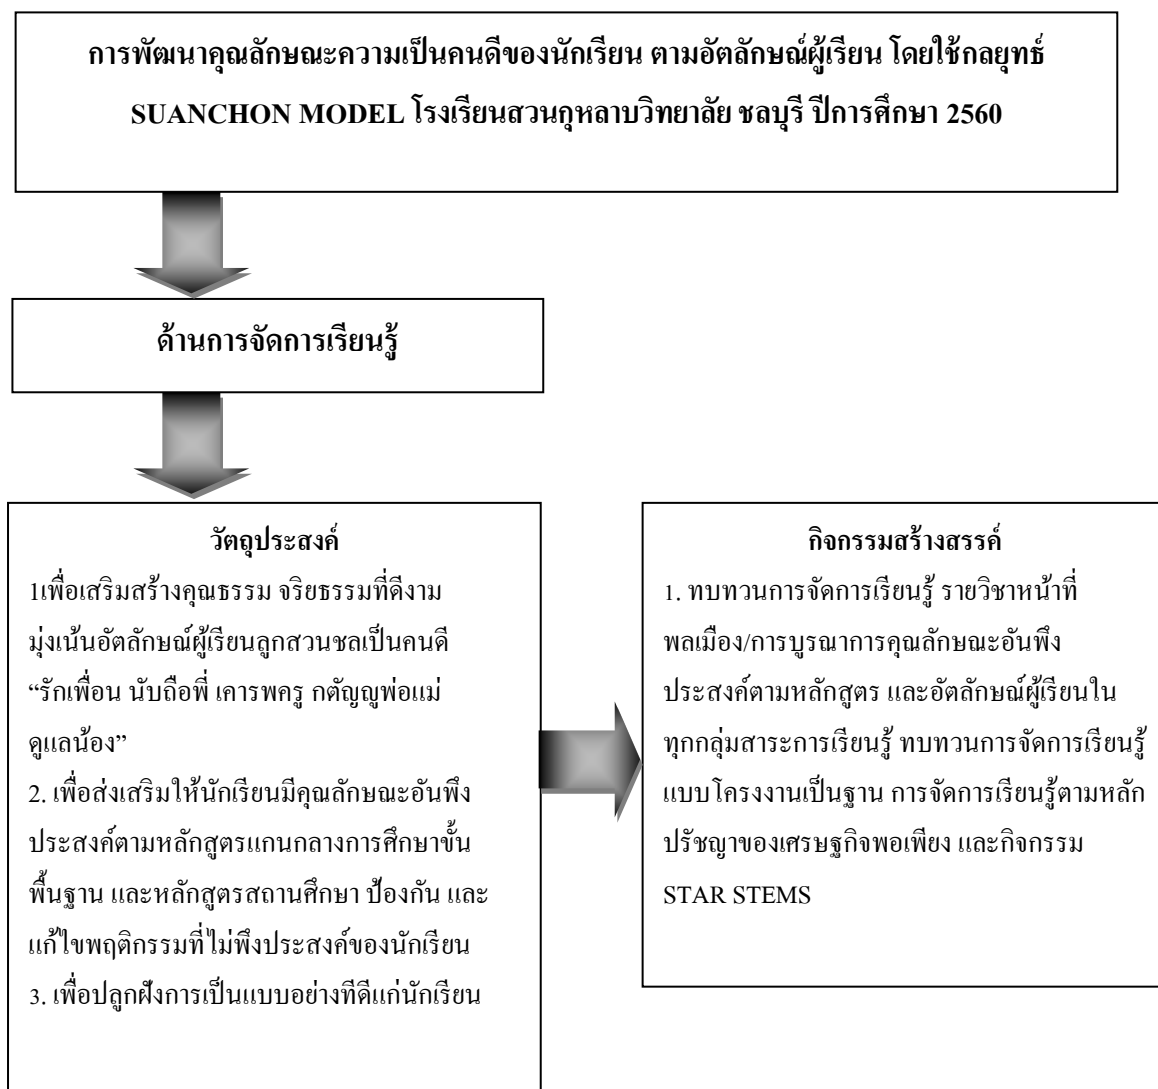 การพัฒนาคุณลักษณะความเป็นคนดีของนักเรียน ตามอัตลักษณ์ผู้เรียน โดยใช้กลยุทธ์
SUANCHON MODEL โรงเรียนสวนกุหลาบวิทยาลัย ชลบุรี ปีการศึกษา 2560
ด้านการจัดการเรียนรู้
วัตถุประสงค์
1เพื่อเสริมสร้างคุณธรรม จริยธรรมที่ดีงาม
มุ่งเน้นอัตลักษณ์ผู้เรียนลูกสวนชลเป็นคนดี
“รักเพื่อน นับถือพี่ เคารพครู กตัญญูพ่อแม่
ดูแลน้อง”
2. เพื่อส่งเสริมให้นักเรียนมีคุณลักษณะอันพึง
ประสงค์ตามหลักสูตรแกนกลางการศึกษาขั้น
พื้นฐาน และหลักสูตรสถานศึกษา ป้องกัน และ
แก้ไขพฤติกรรมที่ไม่พึงประสงค์ของนักเรียน
3. เพื่อปลูกฝังการเป็นแบบอย่างทีดีแก่นักเรียน
กิจกรรมสร้างสรรค์
1. ทบทวนการจัดการเรียนรู้ รายวิชาหน้าที่
พลเมือง/การบูรณาการคุณลักษณะอันพึง
ประสงค์ตามหลักสูตร และอัตลักษณ์ผู้เรียนใน
ทุกกลุ่มสาระการเรียนรู้ ทบทวนการจัดการเรียนรู้
แบบโครงงานเป็นฐาน การจัดการเรียนรู้ตามหลัก
ปรัชญาของเศรษฐกิจพอเพียง และกิจกรรม
STAR STEMS